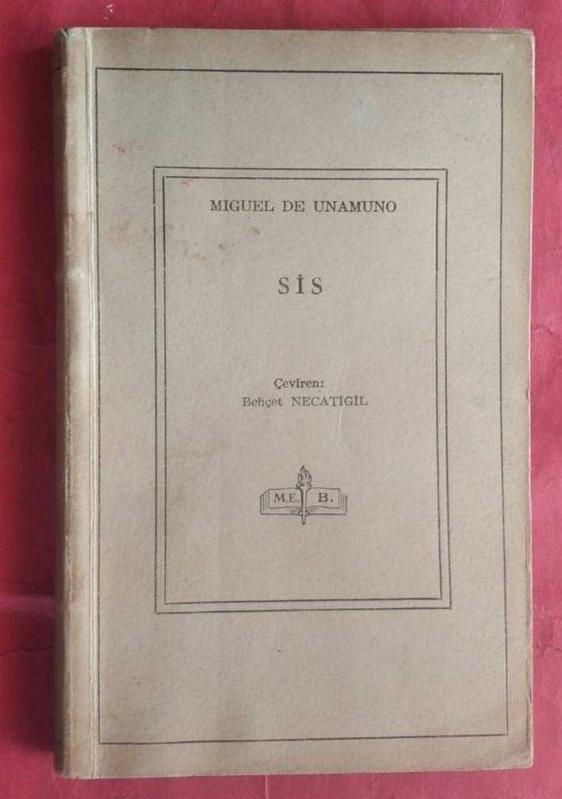 MIGUEL DE UNAMUNO
SİS
Çeviren:
Behçet NECATİGİL
M.E. B.